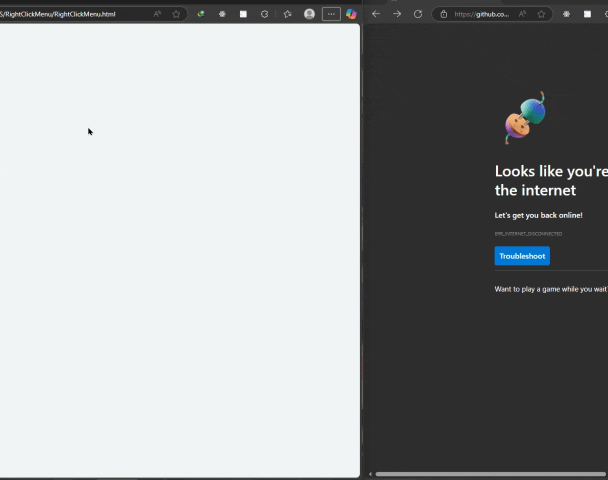 S/RightClickMenu/RightClickMenu.html
https://github.co...
Looks like you're
the internet
Let's get you back online!
ERR_INTERNET_DISCONNECTED
Troubleshoot
Want to play a game while you wait